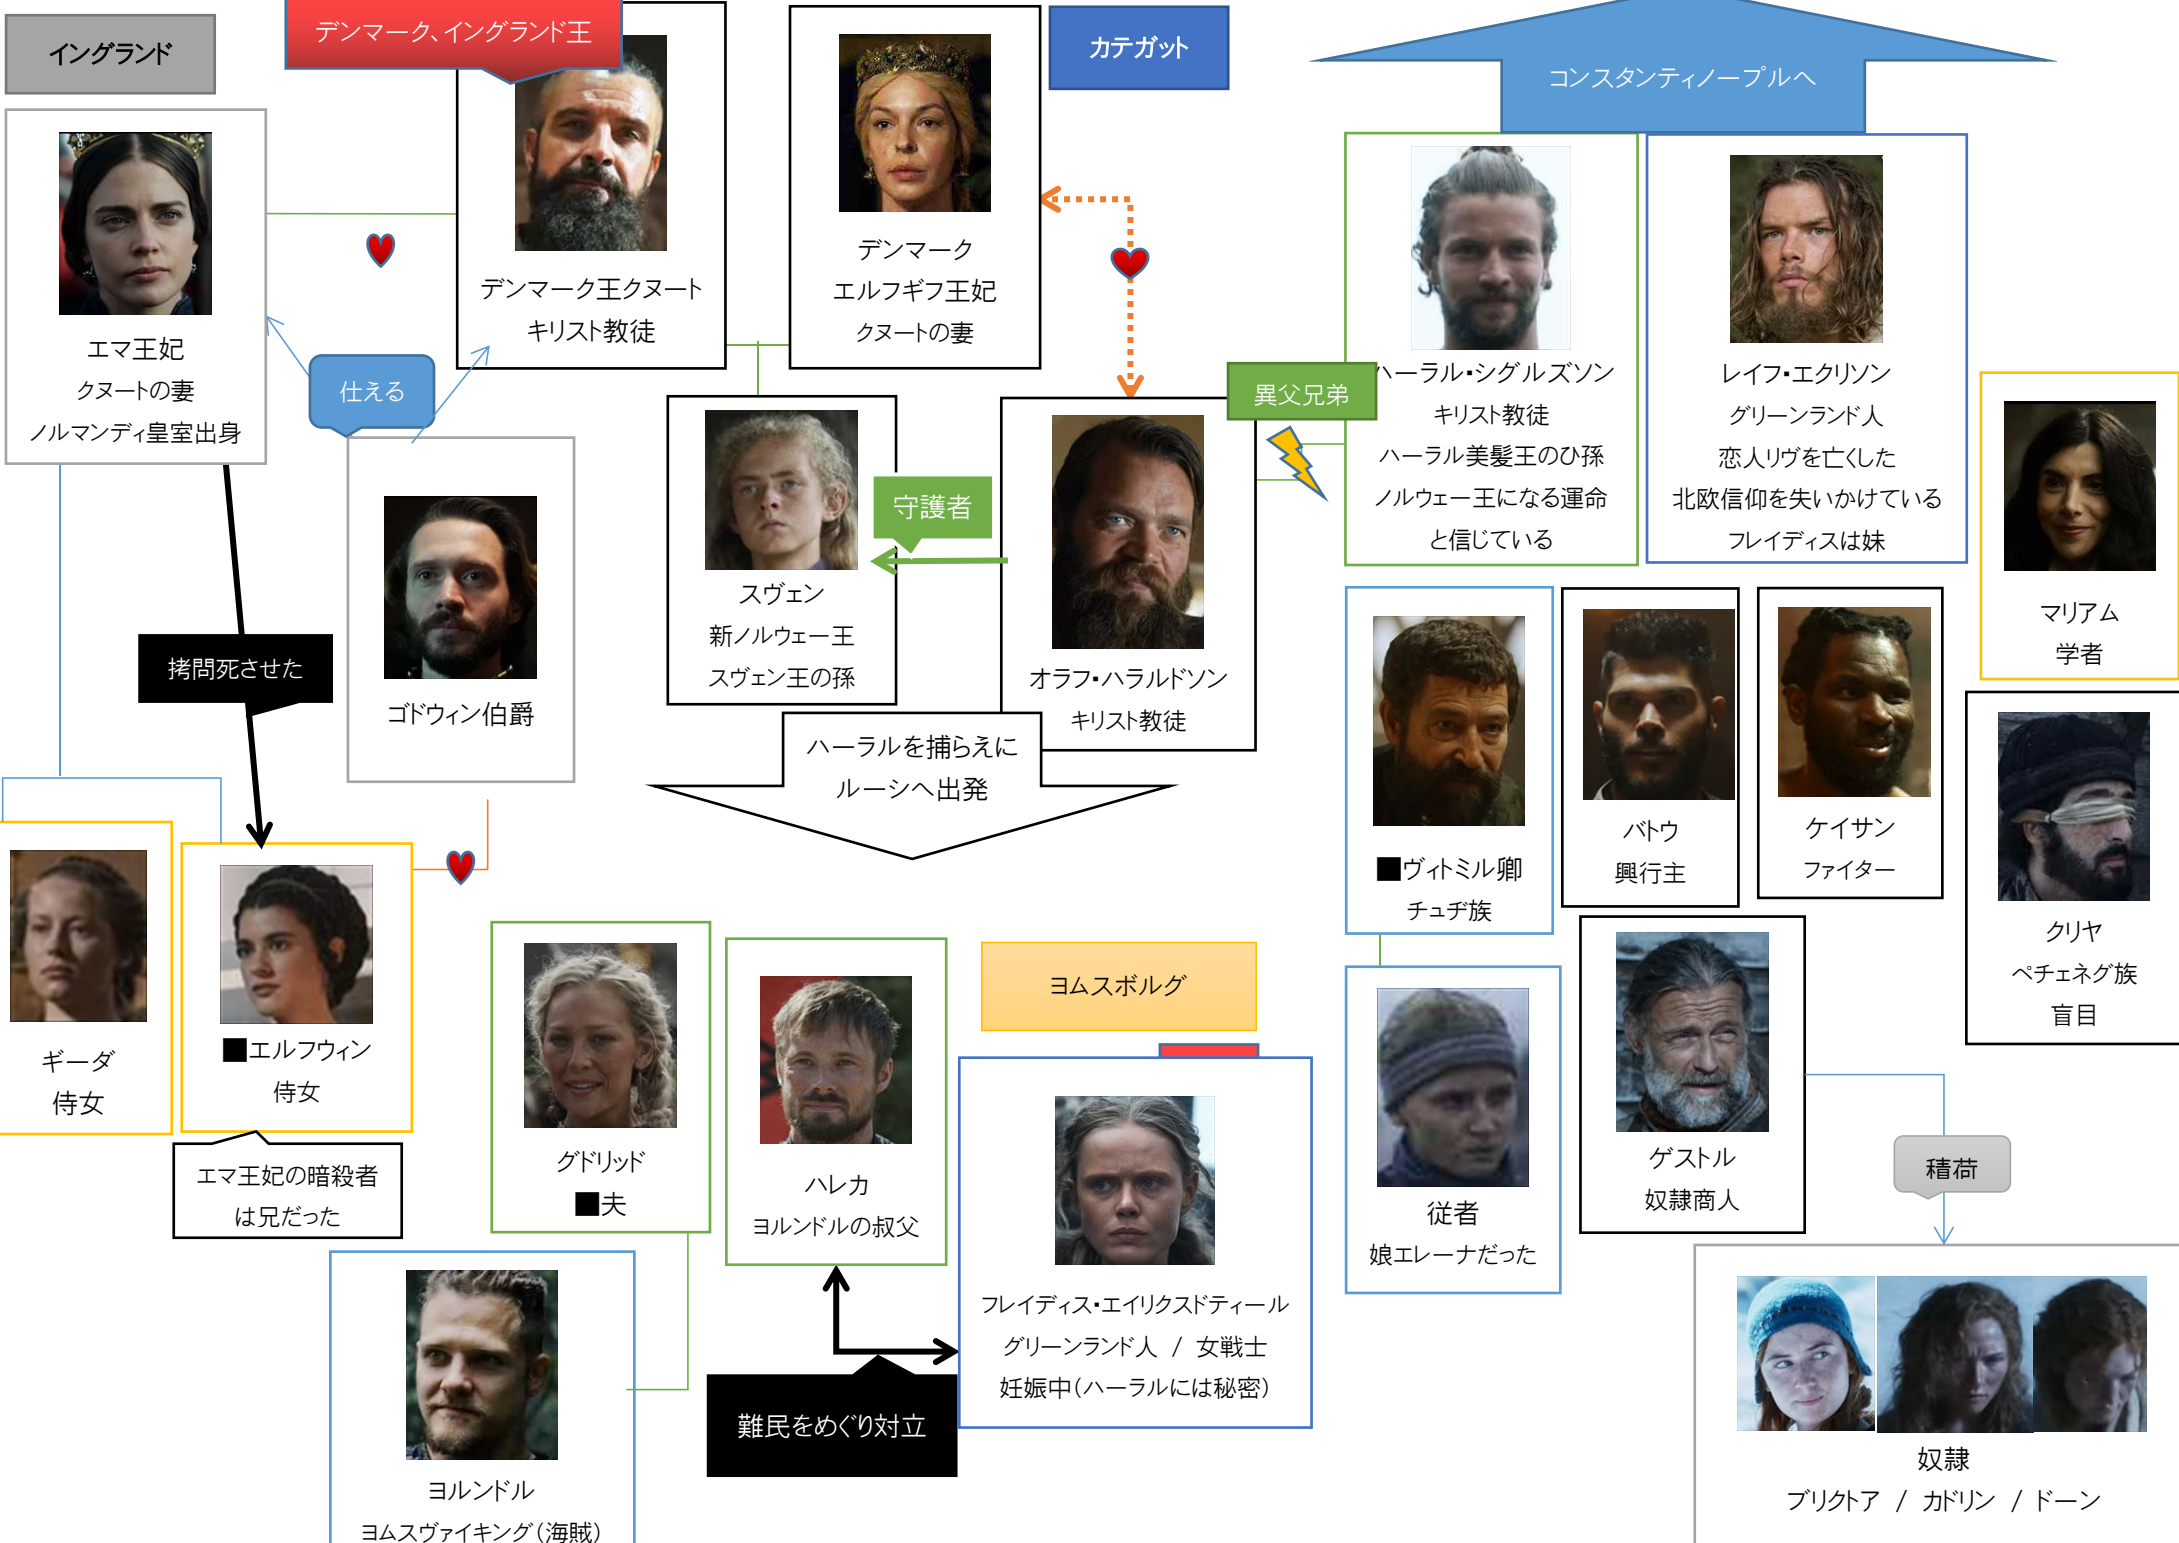 イングランド
デンマーク、イングランド王
カテガット
コンスタンティノープルへ
エマ王妃
クヌートの妻
ノルマンディ皇室出身
デンマーク王クヌート
キリスト教徒
デンマーク
エルフギフ王妃
クヌートの妻
仕える
異父兄弟
ハーラル・シグルズソン
キリスト教徒
ハーラル美髪王のひ孫
ノルウェー王になる運命
と信じている
レイフ・エクリソン
グリーンランド人
恋人リヴを亡くした
北欧信仰を失いかけている
フレイディスは妹
マリアム
学者
守護者
スヴェン
新ノルウェー王
スヴェン王の孫
オラフ・ハラルドソン
キリスト教徒
拷問死させた
ゴドウィン伯爵
ハーラルを捕らえに
ルーシへ出発
■ヴィトミル卿
チュヂ族
バトウ
興行主
ケイサン
ファイター
クリヤ
ペチェネグ族
盲目
ギーダ
侍女
■エルフウィン
侍女
エマ王妃の暗殺者
は兄だった
グドリッド
■夫
ハレカ
ヨルンドルの叔父
ヨムスボルグ
フレイディス・エイリクスドティール
グリーンランド人 / 女戦士
妊娠中(ハーラルには秘密)
難民をめぐり対立
ヨルンドル
ヨムスヴァイキング(海賊)
従者
娘エレーナだった
ゲストル
奴隷商人
積荷
奴隷
ブリクトア / カドリン / ドーン